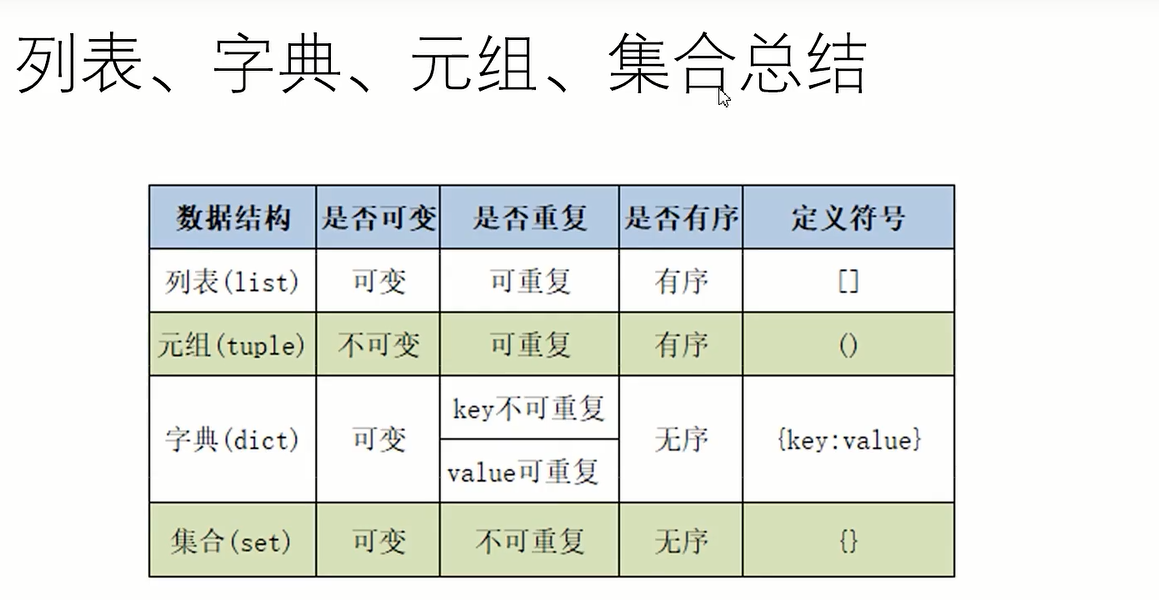 列表、字典、元组、集合总结
数据结构 是否可变 是否重复 是否有序 定义符号
列表(list) 可变 可重复 有序 []
元组(tuple) 不可变 可重复 有序 ()
字典(dict) 可变 key不可重复 无序 {key:value}
value可重复
集合(set) 可变 不可重复 无序 {}